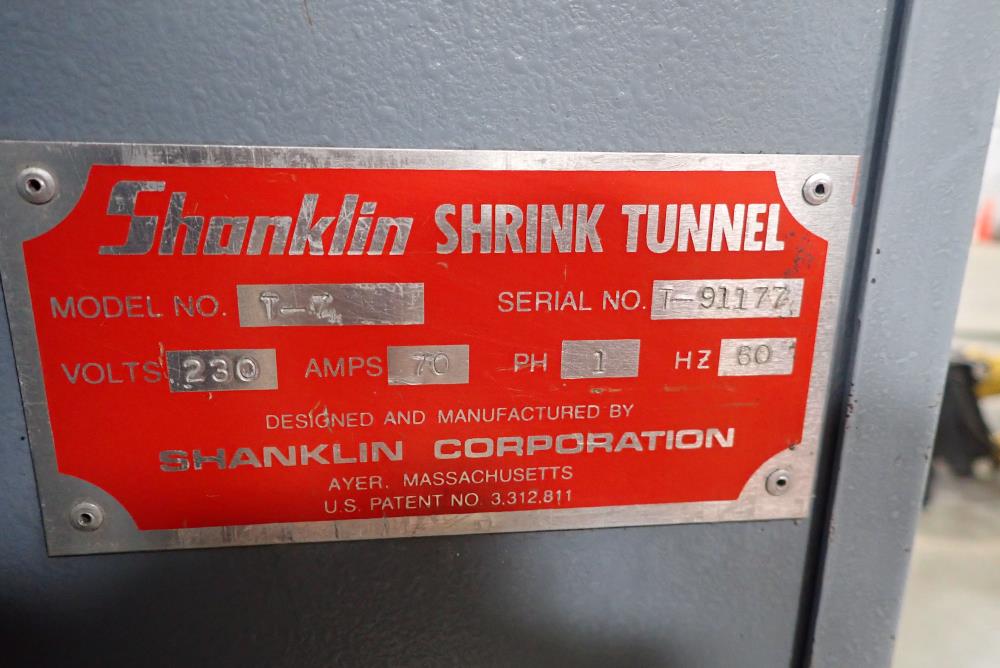 Shanklin SHRINK TUNNEL
MODEL NO. T-7 SERIAL NO. T-91177
VOLTS 230 AMPS 70 PH 1 HZ 60
DESIGNED AND MANUFACTURED BY
SHANKLIN CORPORATION
AYER, MASSACHUSETTS
U.S. PATENT NO. 3,312,811